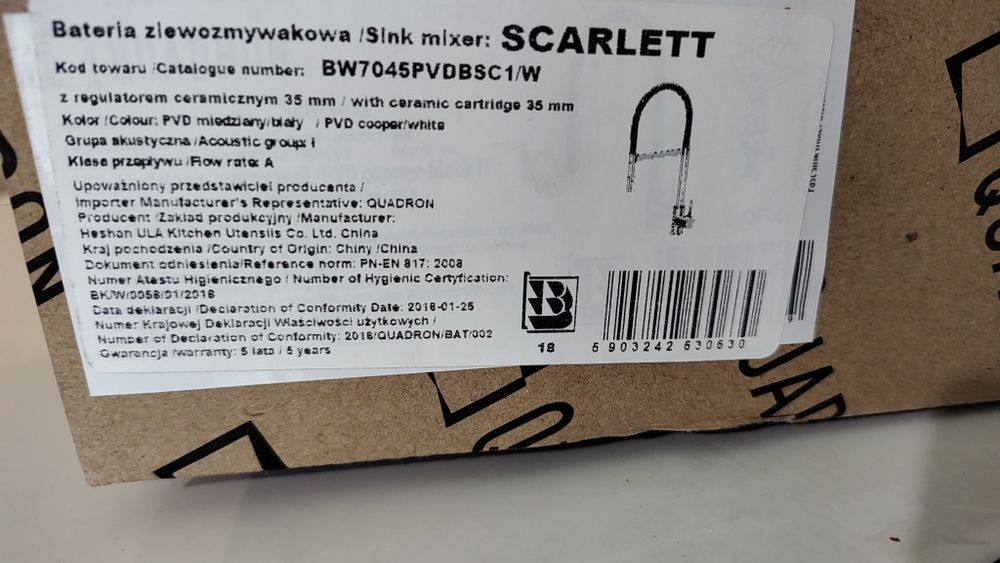 Bateria zlewozmywakowa /Sink mixer: SCARLETT
Kod towaru /Catalogue number: BW7045PVDBSC1/W
z regulatorem ceramicznym 35 mm / with ceramic cartridge 35 mm
Kolor /Colour: PVD miedziany/biały / PVD cooper/white
Grupa akustyczna /Acoustic group: I
Klasa przepływu /Flow rate: A
Upoważniony przedstawiciel producenta /
Importer Manufacturer's Representative: QUADRON
Producent /Zakład produkcyjny /Manufacturer:
Heshan ULA Kitchen Utensils Co. Ltd. China
Kraj pochodzenia /Country of Origin: Chiny /China
Dokument odniesienia/Reference norm: PN-EN 817: 2008
Numer Atestu Higienicznego / Number of Hygienic Certyfication:
BK/W/0058/01/2018
Data deklaracji /Declaration of Conformity Date: 2018-01-25
Numer Krajowej Deklaracji Właściwości użytkowych /
Number of Declaration of Conformity: 2018/QUADRON/BAT/002
Gwarancja /warranty: 5 lata / 5 years
B
18
5 903242 530630
9